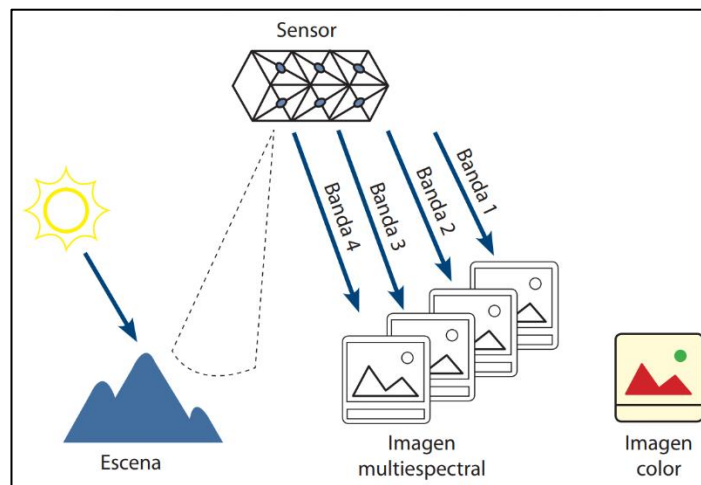 Sensor
Banda 4
Banda 3
Banda 2
Banda 1
Escena
Imagen
multiespectral
Imagen
color